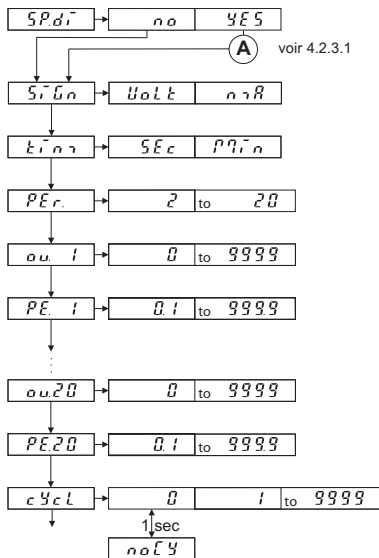 SP.di no YES
A voir 4.2.3.1
SiGn VoLt mA
tim SEc Min
PEr. 2 to 20
ou. 1 0 to 9999
PE. 1 0.1 to 999.9
ou.20 0 to 9999
PE.20 0.1 to 999.9
cYcL 0 1 to 9999
1 sec
noCY